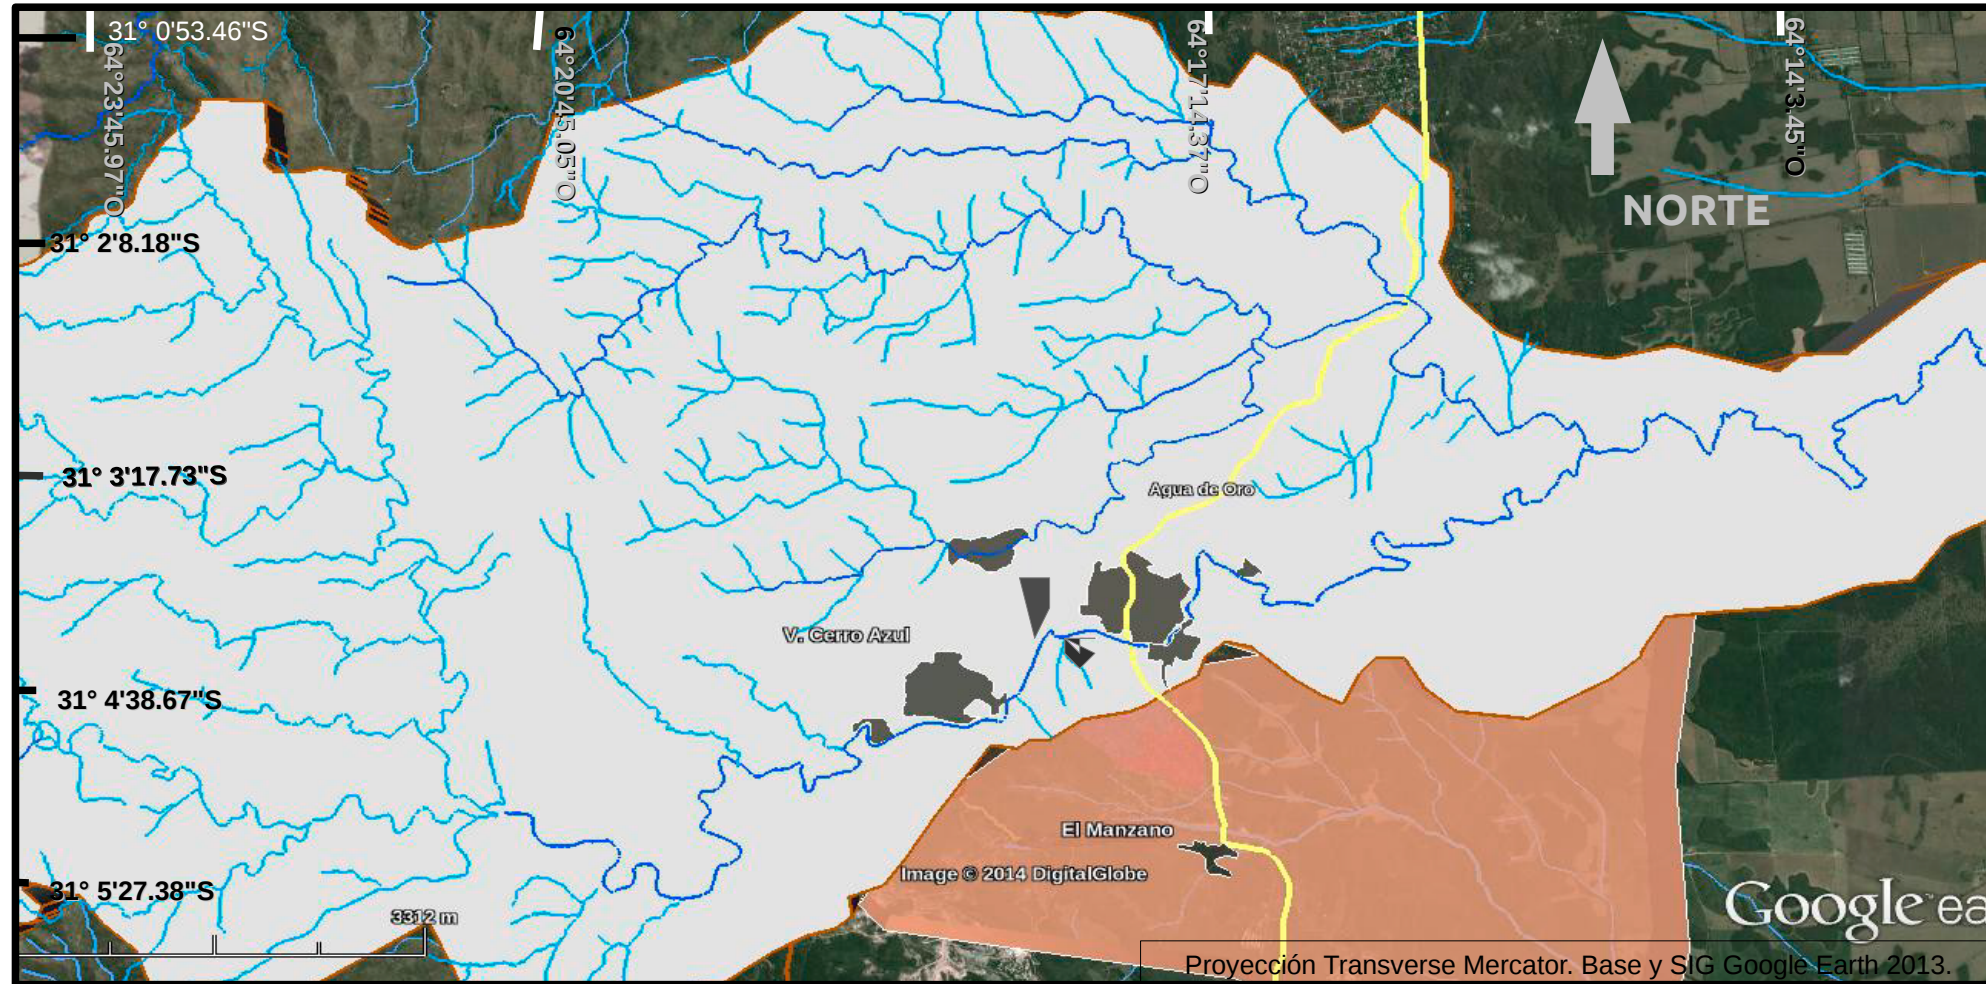 31° 0'53.46"S
64°23'45.97"O
64°20'45.05"O
64°17'14.37"O
64°14'3.45"O
NORTE
31° 2'8.18"S
31° 3'17.73"S
Agua de Oro
V. Cerro Azul
31° 4'38.67"S
El Manzano
Image © 2014 DigitalGlobe
31° 5'27.38"S
3312 m
Google ea
Proyección Transverse Mercator. Base y SIG Google Earth 2013.